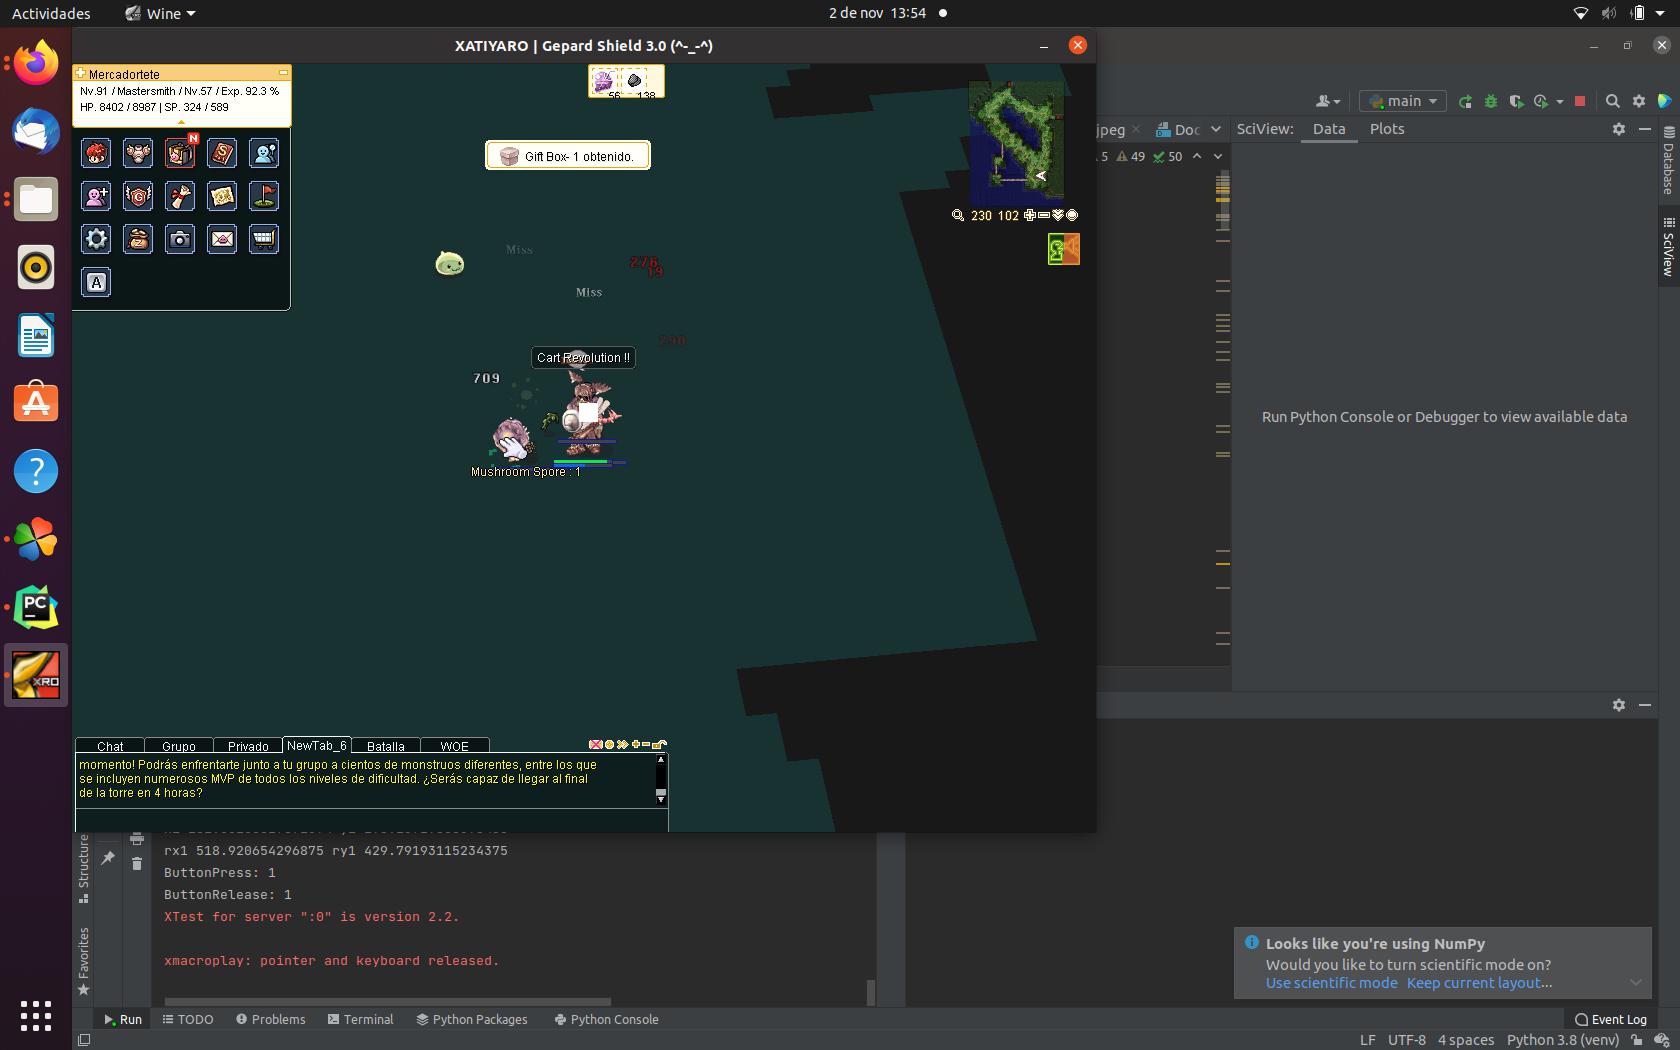 Actividades
Wine
2 de nov 13:54
XATIYARO | Gepard Shield 3.0 (^-_-^)
Mercadortete
Nv.91 / Mastersmith / Nv.57 / Exp. 92.3 %
HP. 8402 / 8987 | SP. 324 / 589
N
A
56 138
Gift Box- 1 obtenido.
230 102
Miss
276
19
Miss
290
Cart Revolution !!
709
Mushroom Spore : 1
Chat Grupo Privado NewTab_6 Batalla WOE
momento! Podrás enfrentarte junto a tu grupo a cientos de monstruos diferentes, entre los que
se incluyen numerosos MVP de todos los niveles de dificultad. ¿Serás capaz de llegar al final
de la torre en 4 horas?
main
jpeg
Doc
SciView: Data Plots
5 49 50
Database
SciView
Run Python Console or Debugger to view available data
Structure
Favorites
rx1 518.920654296875 ry1 429.79193115234375
ButtonPress: 1
ButtonRelease: 1
XTest for server ":0" is version 2.2.
xmacroplay: pointer and keyboard released.
Looks like you're using NumPy
Would you like to turn scientific mode on?
Use scientific mode Keep current layout...
Run TODO Problems Terminal Python Packages Python Console
Event Log
LF UTF-8 4 spaces Python 3.8 (venv)
PC
XRO